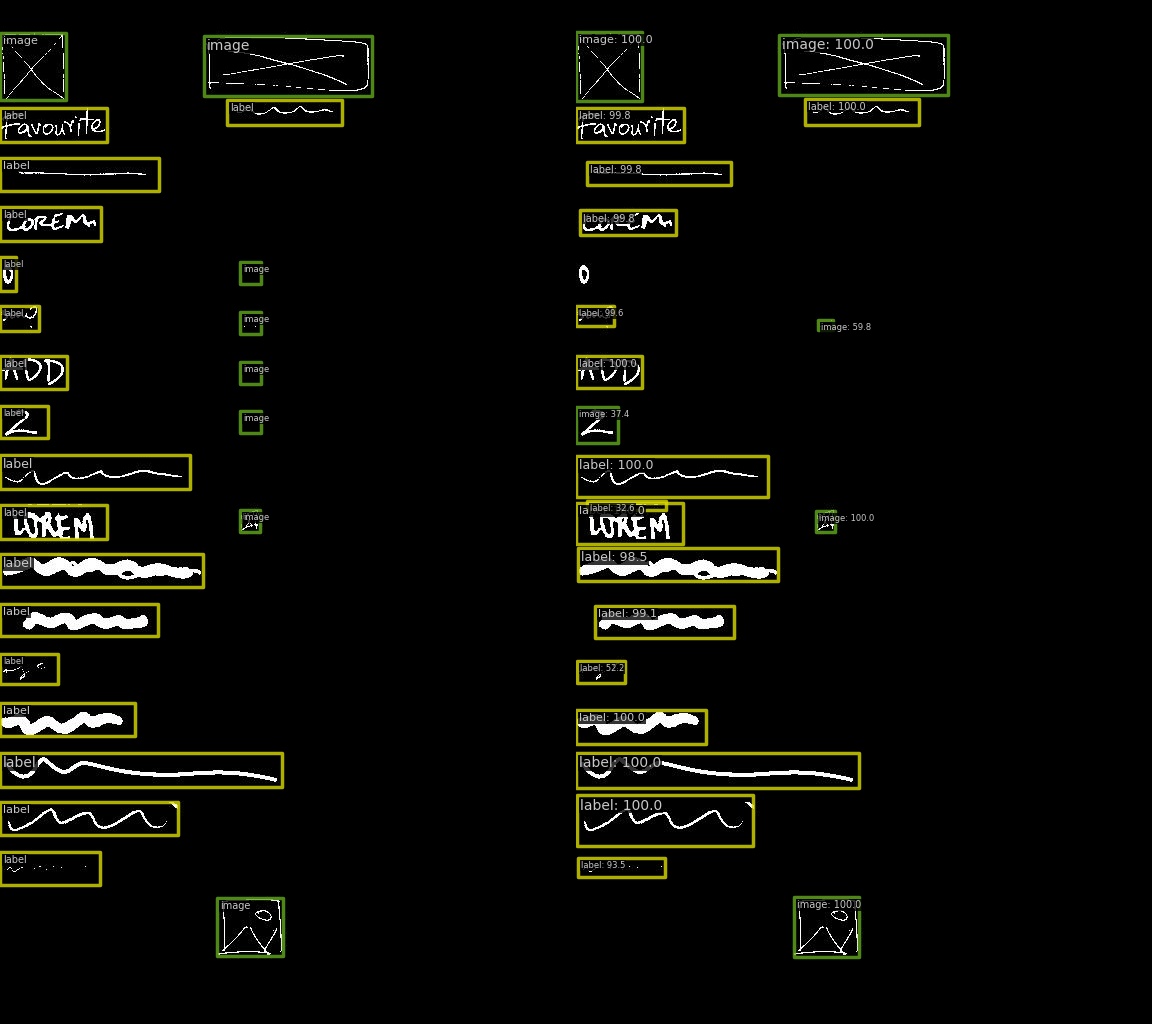 image image image: 100.0 image: 100.0
label label: 100.0
label label: 99.8
Favourite Favourite
label label: 99.8
label label: 99.8
LOREM LOREM
label image
0 0
label image label: 99.6 image: 59.8
label image label: 100.0
label image image: 37.4
label label: 100.0
label image label: 32.6 image: 100.0
LOREM LOREM
label label: 98.5
label label: 99.1
label label: 52.2
label label: 100.0
label label: 100.0
label label: 100.0
label label: 93.5
image image: 100.0